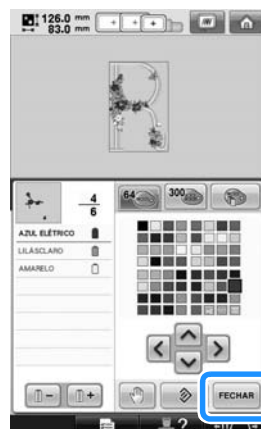 126.0 mm
83.0 mm
4
6
64
300
AZUL ELÉTRICO
LILÁSCLARO
AMARELO
- +
FECHAR
?